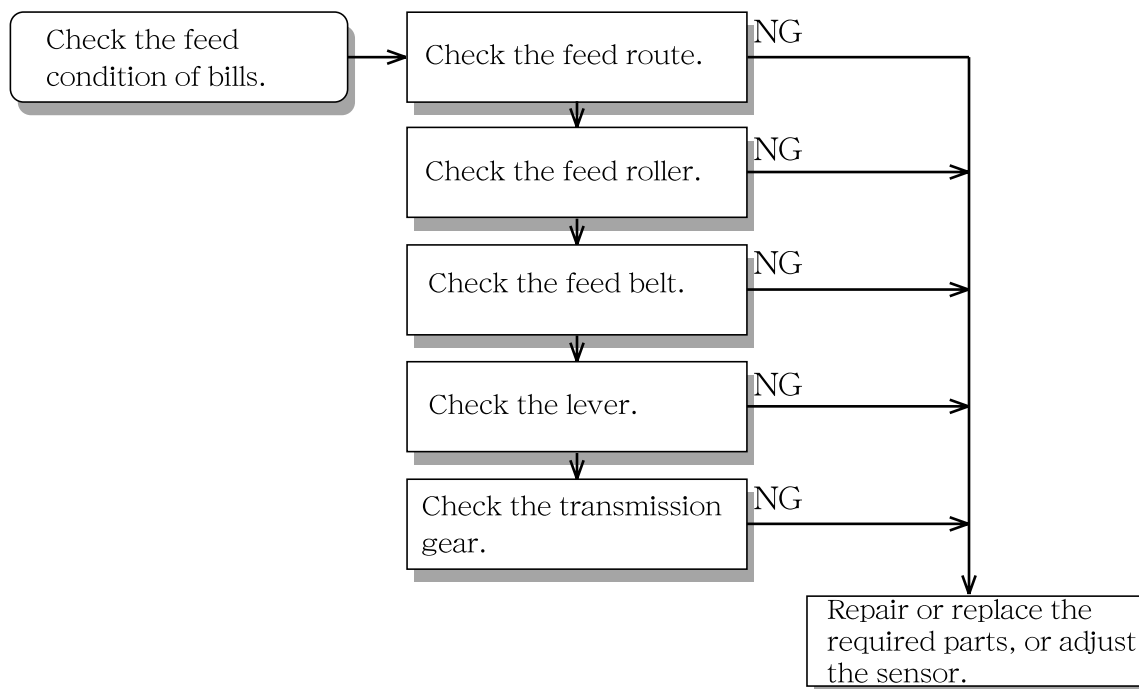 Check the feed
condition of bills.
Check the feed route.
NG
Check the feed roller.
NG
Check the feed belt.
NG
Check the lever.
NG
Check the transmission
gear.
NG
Repair or replace the
required parts, or adjust
the sensor.